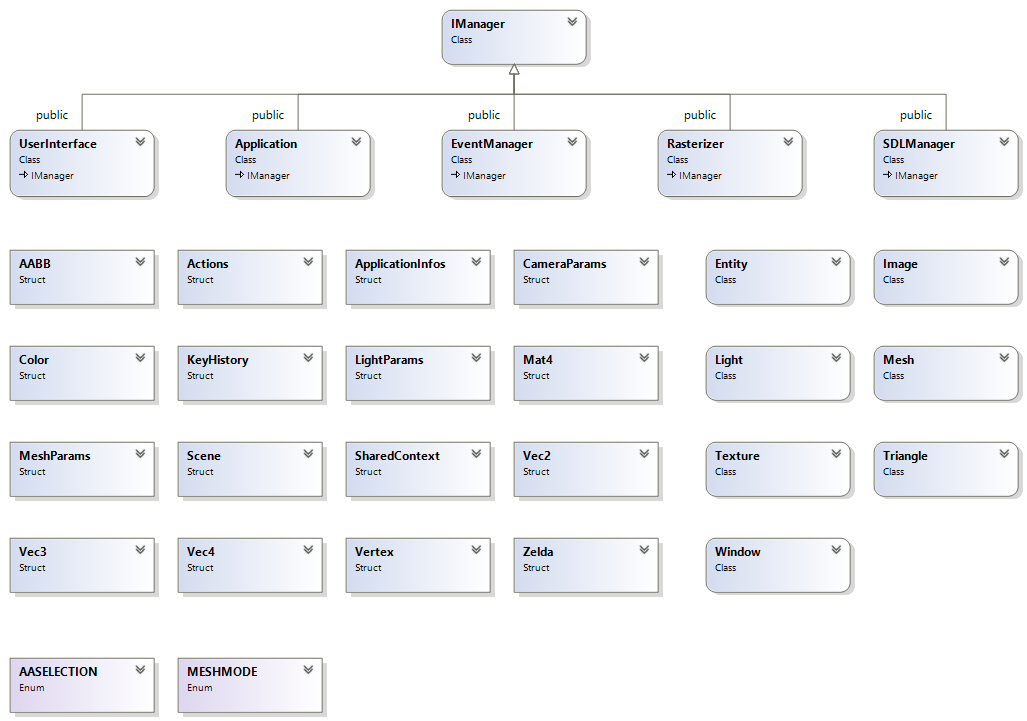 IManager
Class
public
public
public
public
public
UserInterface
Class
IManager
Application
Class
IManager
EventManager
Class
IManager
Rasterizer
Class
IManager
SDLManager
Class
IManager
AABB
Struct
Actions
Struct
ApplicationInfos
Struct
CameraParams
Struct
Entity
Class
Image
Class
Color
Struct
KeyHistory
Struct
LightParams
Struct
Mat4
Struct
Light
Class
Mesh
Class
MeshParams
Struct
Scene
Struct
SharedContext
Struct
Vec2
Struct
Texture
Class
Triangle
Class
Vec3
Struct
Vec4
Struct
Vertex
Struct
Zelda
Struct
Window
Class
AASELECTION
Enum
MESHMODE
Enum